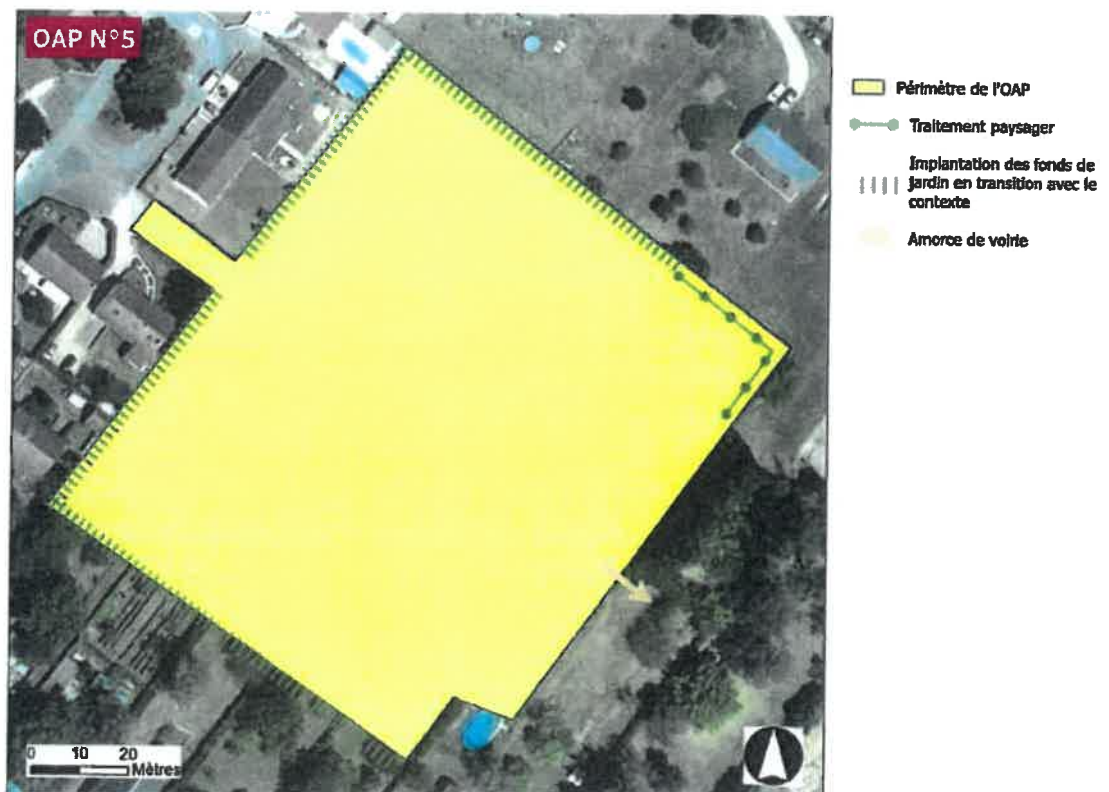 OAP N°5
Périmètre de l'OAP
Traitement paysager
Implantation des fonds de
jardin en transition avec le
contexte
Amorce de voirie
0 10 20
Mètres